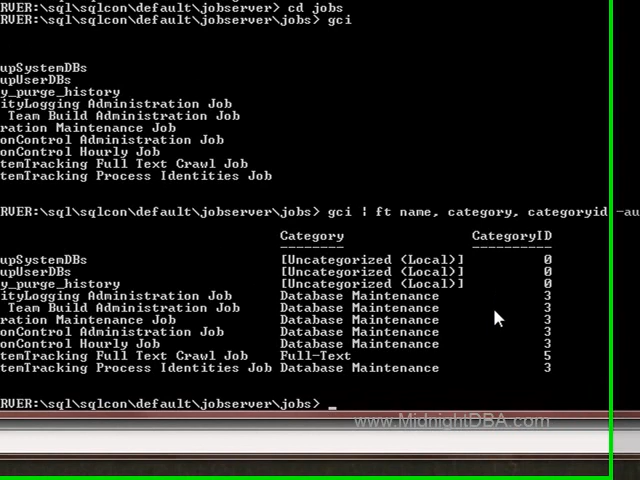 RVER:\sql\sqlcon\default\jobserver> cd jobs
RVER:\sql\sqlcon\default\jobserver\jobs> gci
upSystemDBs
upUserDBs
y_purge_history
ityLogging Administration Job
Team Build Administration Job
ration Maintenance Job
onControl Administration Job
onControl Hourly Job
temTracking Full Text Crawl Job
temTracking Process Identities Job
RVER:\sql\sqlcon\default\jobserver\jobs> gci | ft name, category, categoryid -au
Category CategoryID
-------- ----------
upSystemDBs [Uncategorized (Local)] 0
upUserDBs [Uncategorized (Local)] 0
y_purge_history [Uncategorized (Local)] 0
ityLogging Administration Job Database Maintenance 3
Team Build Administration Job Database Maintenance 3
ration Maintenance Job Database Maintenance 3
onControl Administration Job Database Maintenance 3
onControl Hourly Job Database Maintenance 3
temTracking Full Text Crawl Job Full-Text 5
temTracking Process Identities Job Database Maintenance 3
RVER:\sql\sqlcon\default\jobserver\jobs> _
www.MidnightDBA.com